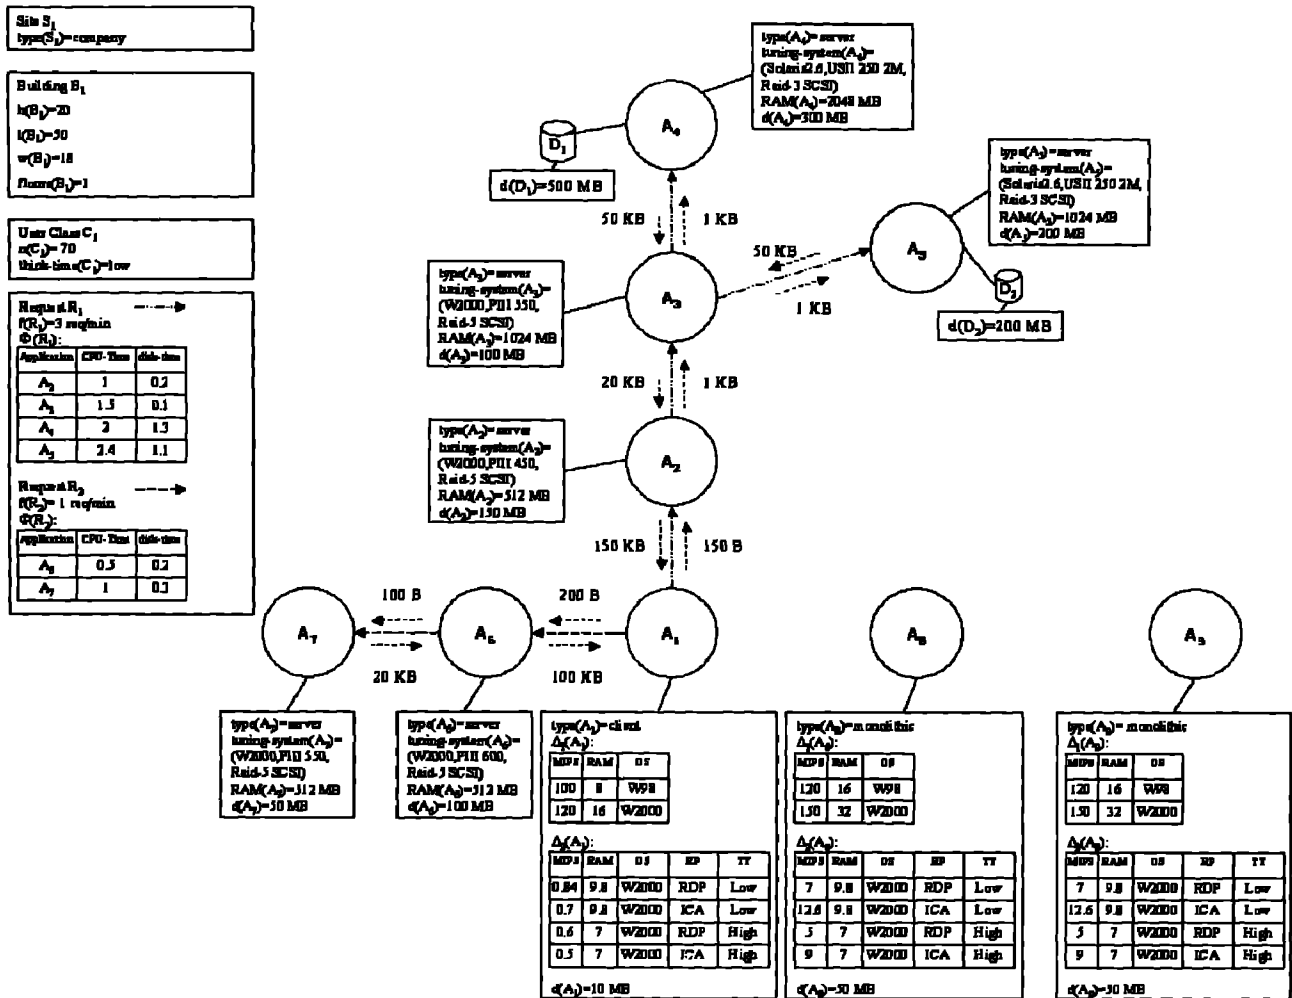 Site S1
type(S1)=company
Building B1
h(B1)=20
l(B1)=50
w(B1)=18
floors(B1)=1
User Class C1
n(C1)= 70
think-time(C1)=low
Request R1
f(R1)=3 req/min
Φ(R1):
Application CPU-Time disk-time
A2 1 0.2
1.5
A4 2 1.3
A5 2.4 1.1
Request R2
f(R2)= 1 req/min
Application CPU-Time disk-time
A6 0.5 0.2
A7 1 0.3
type(A4)=server
tuning-system(A4)=
(Solaris2.6,USII 250 2M,
Raid-3 SCSI)
RAM(A4)=2048 MB
d(A4)=300 MB
A4
D1
d(D1)=500 MB
50 KB
1 KB
type(A5)=server
tuning-system(A5)=
(Solaris2.6,USII 250 2M,
Raid-3 SCSI)
RAM(A5)=1024 MB
d(A5)=200 MB
A5
D2
d(D2)=200 MB
50 KB
1 KB
type(A3)=server
tuning-system(A3)=
(W2000,PIII 550,
Raid-5 SCSI)
RAM(A3)=1024 MB
d(A3)=100 MB
A3
20 KB
1 KB
type(A2)=server
tuning-system(A2)=
(W2000,PIII 450,
Raid-5 SCSI)
RAM(A2)=512 MB
d(A2)=150 MB
A2
150 KB
150 B
A7
100 B
20 KB
A6
200 B
100 KB
A1
A8
A9
type(A7)=server
tuning-system(A7)=
(W2000,PIII 550,
Raid-5 SCSI)
RAM(A7)=512 MB
d(A7)=50 MB
type(A6)=server
tuning-system(A6)=
(W2000,PIII 600,
Raid-5 SCSI)
RAM(A6)=512 MB
d(A6)=100 MB
type(A1)=client
Δ1(A1):
MIPS RAM OS
100 8 W98
120 16 W2000
Δ2(A1):
MIPS RAM OS RP TT
0.84 9.8 W2000 RDP Low
0.7 9.8 W2000 ICA Low
0.6 7 W2000 RDP High
0.5 7 W2000 ICA High
d(A1)=10 MB
type(A8)=monolithic
Δ1(A8):
MIPS RAM OS
120 16 W98
150 32 W2000
Δ2(A8):
MIPS RAM OS RP TT
7 9.8 W2000 RDP Low
12.6 9.8 W2000 ICA Low
5 7 W2000 RDP High
9 7 W2000 ICA High
d(A8)=50 MB
type(A9)= monolithic
Δ1(A9):
MIPS RAM OS
120 16 W98
150 32 W2000
Δ2(A9):
MIPS RAM OS RP TT
7 9.8 W2000 RDP Low
12.6 9.8 W2000 ICA Low
5 7 W2000 RDP High
9 7 W2000 ICA High
d(A9)=50 MB